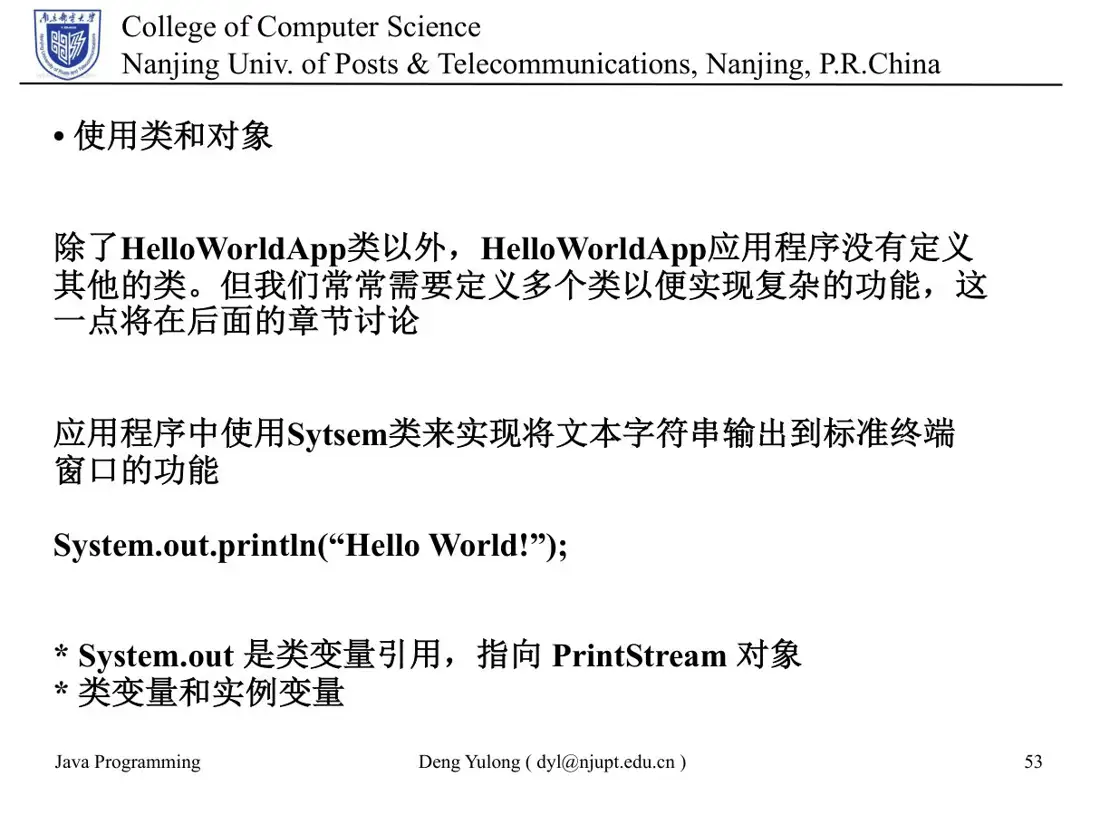 College of Computer Science
Nanjing Univ. of Posts & Telecommunications, Nanjing, P.R.China
• 使用类和对象
除了HelloWorldApp类以外，HelloWorldApp应用程序没有定义
其他的类。但我们常常需要定义多个类以便实现复杂的功能，这
一点将在后面的章节讨论
应用程序中使用Sytsem类来实现将文本字符串输出到标准终端
窗口的功能
System.out.println(“Hello World!”);
* System.out 是类变量引用，指向 PrintStream 对象
* 类变量和实例变量
Java Programming
Deng Yulong ( dyl@njupt.edu.cn )
53